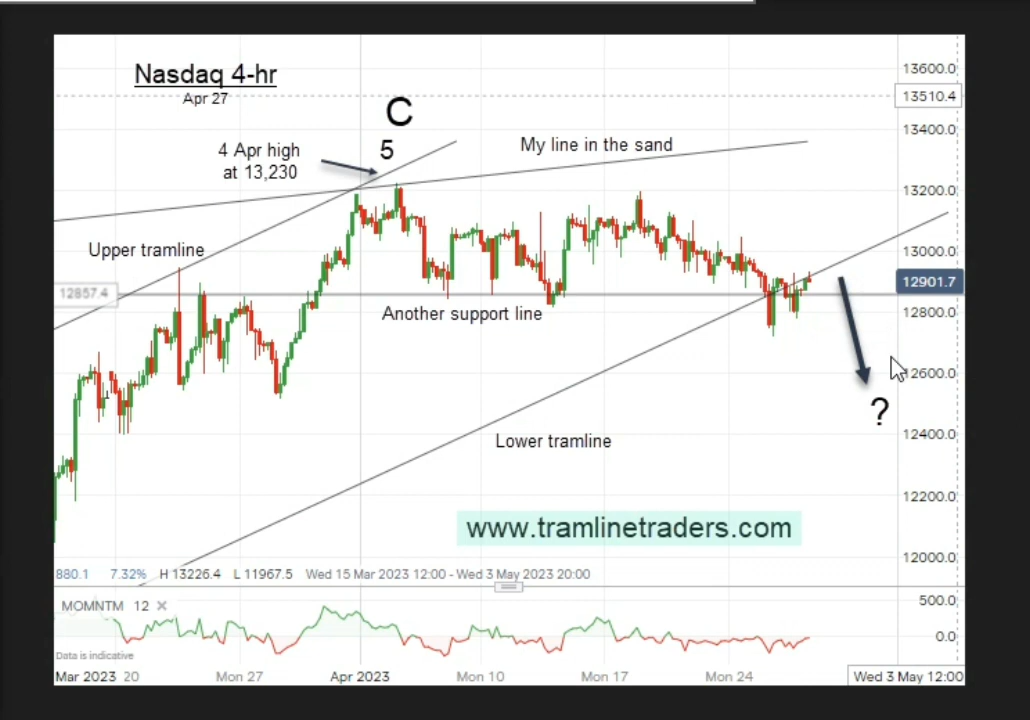 Nasdaq 4-hr
Apr 27
C
5
4 Apr high
at 13,230
My line in the sand
Upper tramline
12857.4
Another support line
Lower tramline
?
www.tramlinetraders.com
13600.0
13510.4
13400.0
13200.0
13000.0
12901.7
12800.0
12600.0
12400.0
12200.0
12000.0
880.1 7.32% H 13226.4 L 11967.5 Wed 15 Mar 2023 12:00 - Wed 3 May 2023 20:00
MOMNTM 12 ×
500.0
0.0
Data is indicative
Mar 2023 20 Mon 27 Apr 2023 Mon 10 Mon 17 Mon 24 Wed 3 May 12:00